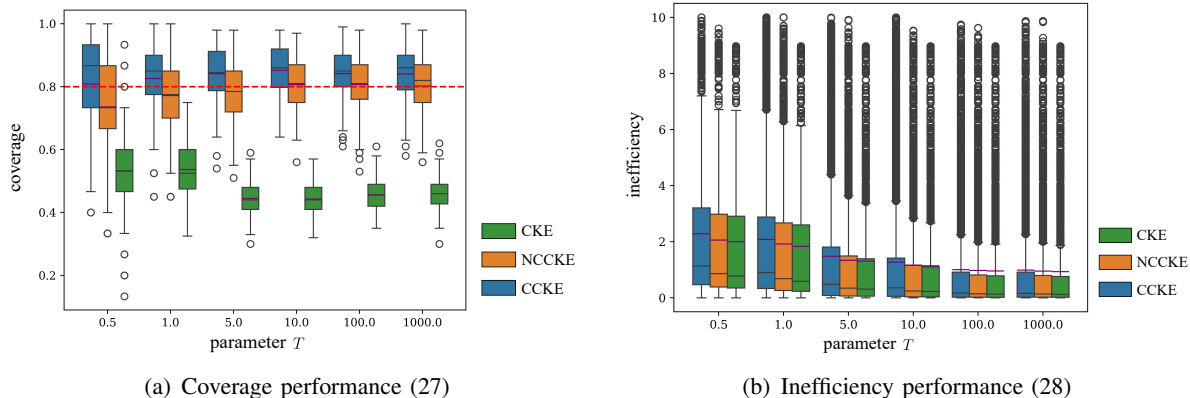 1.0
0.8
0.6
0.4
0.2
coverage
0.5 1.0 5.0 10.0 100.0 1000.0
parameter T
CKE
NCCKE
CCKE
(a) Coverage performance (27)
10
8
6
4
2
0
inefficiency
0.5 1.0 5.0 10.0 100.0 1000.0
parameter T
CKE
NCCKE
CCKE
(b) Inefficiency performance (28)